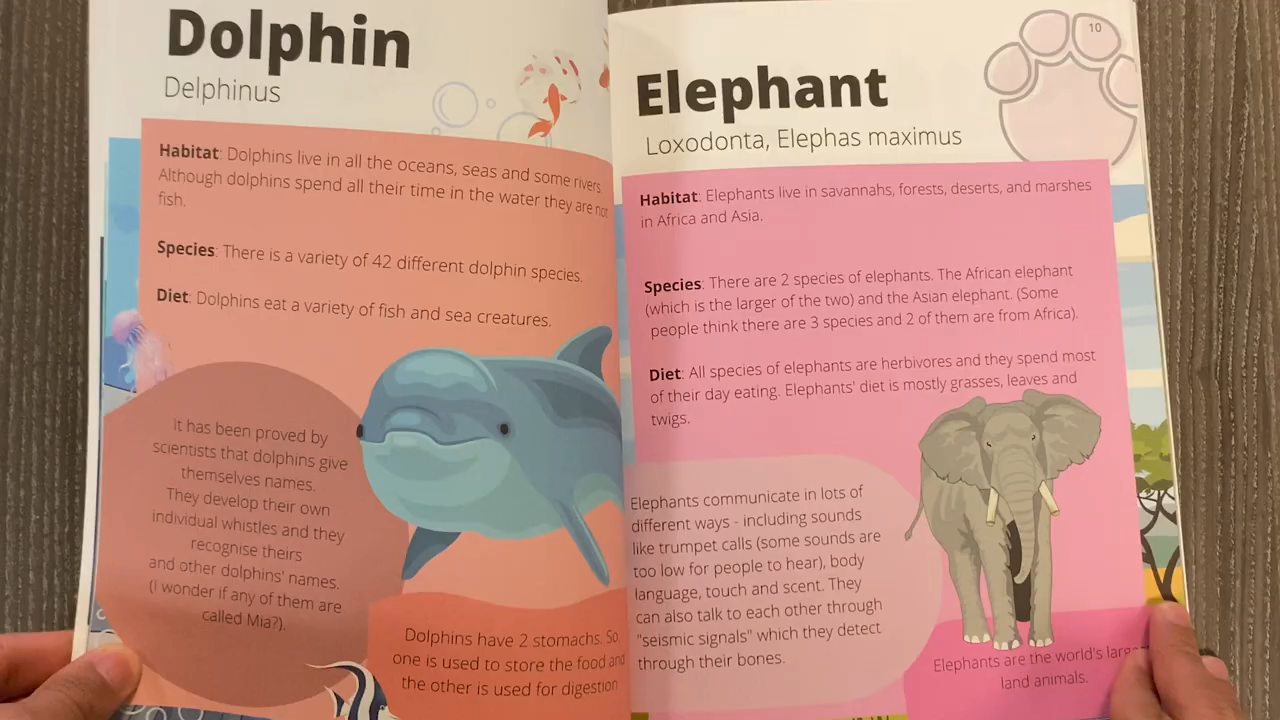 Dolphin
Delphinus
Habitat: Dolphins live in all the oceans, seas and some rivers.
Although dolphins spend all their time in the water they are not
fish.
Species: There is a variety of 42 different dolphin species.
Diet: Dolphins eat a variety of fish and sea creatures.
It has been proved by
scientists that dolphins give
themselves names.
They develop their own
individual whistles and they
recognise theirs
and other dolphins' names.
(I wonder if any of them are
called Mia?).
Dolphins have 2 stomachs. So
one is used to store the food and
the other is used for digestion
10
Elephant
Loxodonta, Elephas maximus
Habitat: Elephants live in savannahs, forests, deserts, and marshes
in Africa and Asia.
Species: There are 2 species of elephants. The African elephant
(which is the larger of the two) and the Asian elephant. (Some
people think there are 3 species and 2 of them are from Africa).
Diet: All species of elephants are herbivores and they spend most
of their day eating. Elephants' diet is mostly grasses, leaves and
twigs.
Elephants communicate in lots of
different ways - including sounds
like trumpet calls (some sounds are
too low for people to hear), body
language, touch and scent. They
can also talk to each other through
"seismic signals" which they detect
through their bones.
Elephants are the world's
land animals.